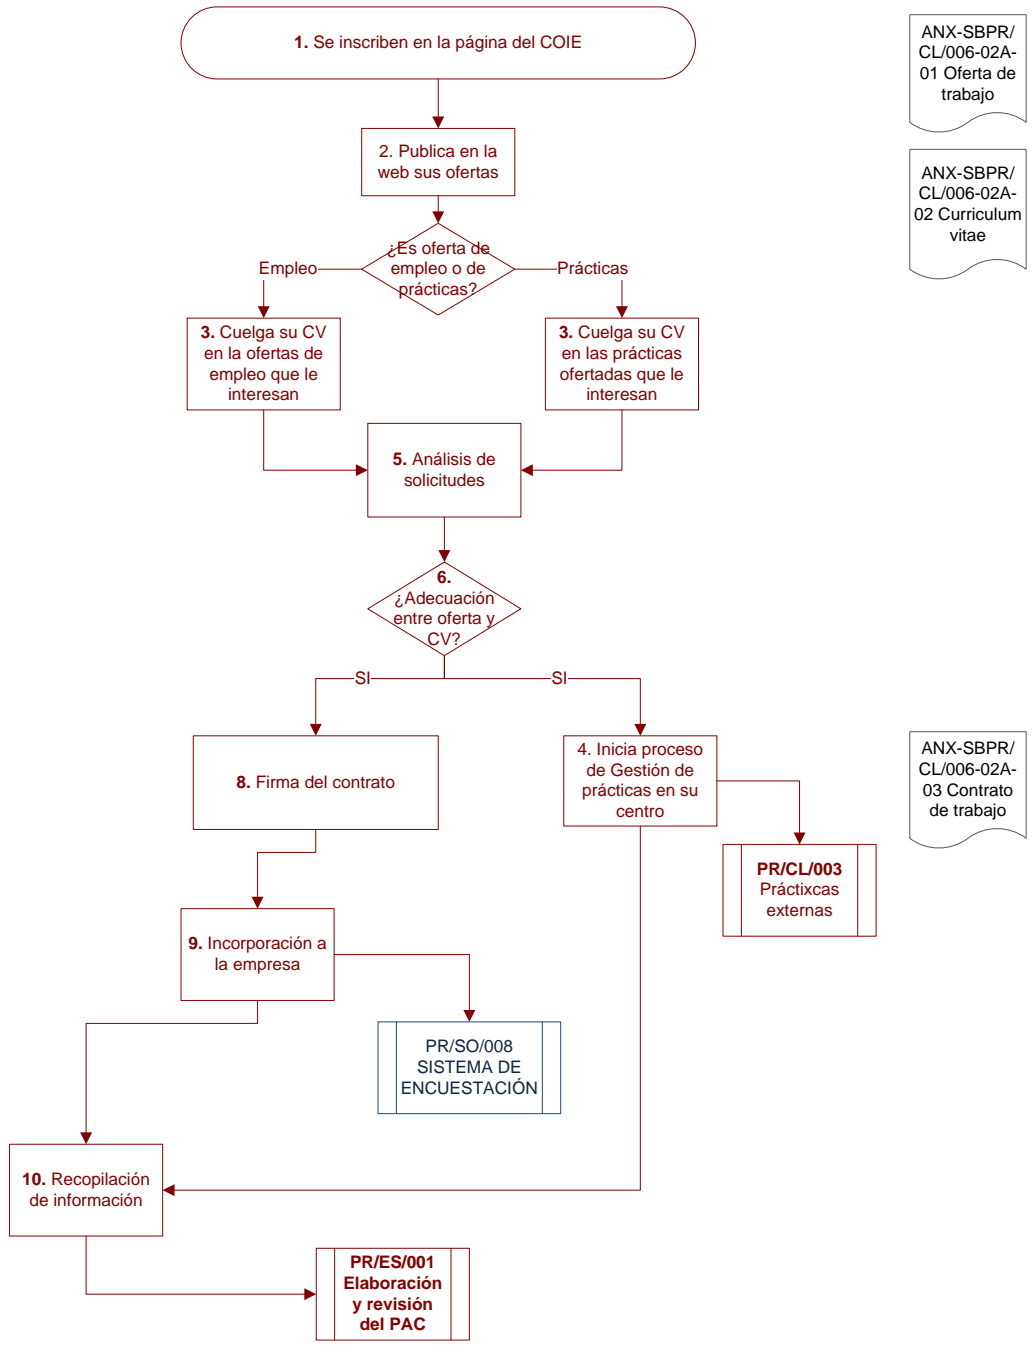 1. Se inscriben en la página del COIE
ANX-SBPR/
CL/006-02A-
01 Oferta de
trabajo
2. Publica en la
web sus ofertas
ANX-SBPR/
CL/006-02A-
02 Curriculum
vitae
¿Es oferta de
empleo o de
prácticas?
Empleo
Prácticas
3. Cuelga su CV
en la ofertas de
empleo que le
interesan
3. Cuelga su CV
en las prácticas
ofertadas que le
interesan
5. Análisis de
solicitudes
6.
¿Adecuación
entre oferta y
CV?
SI
SI
8. Firma del contrato
4. Inicia proceso
de Gestión de
prácticas en su
centro
ANX-SBPR/
CL/006-02A-
03 Contrato
de trabajo
PR/CL/003
Práctixcas
externas
9. Incorporación a
la empresa
PR/SO/008
SISTEMA DE
ENCUESTACIÓN
10. Recopilación
de información
PR/ES/001
Elaboración
y revisión
del PAC